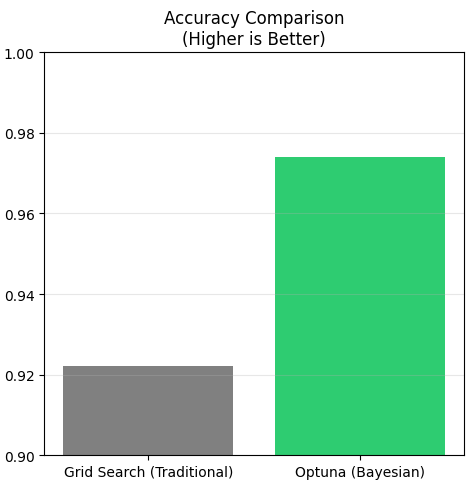 Accuracy Comparison
(Higher is Better)
1.00
0.98
0.96
0.94
0.92
0.90
Grid Search (Traditional)
Optuna (Bayesian)